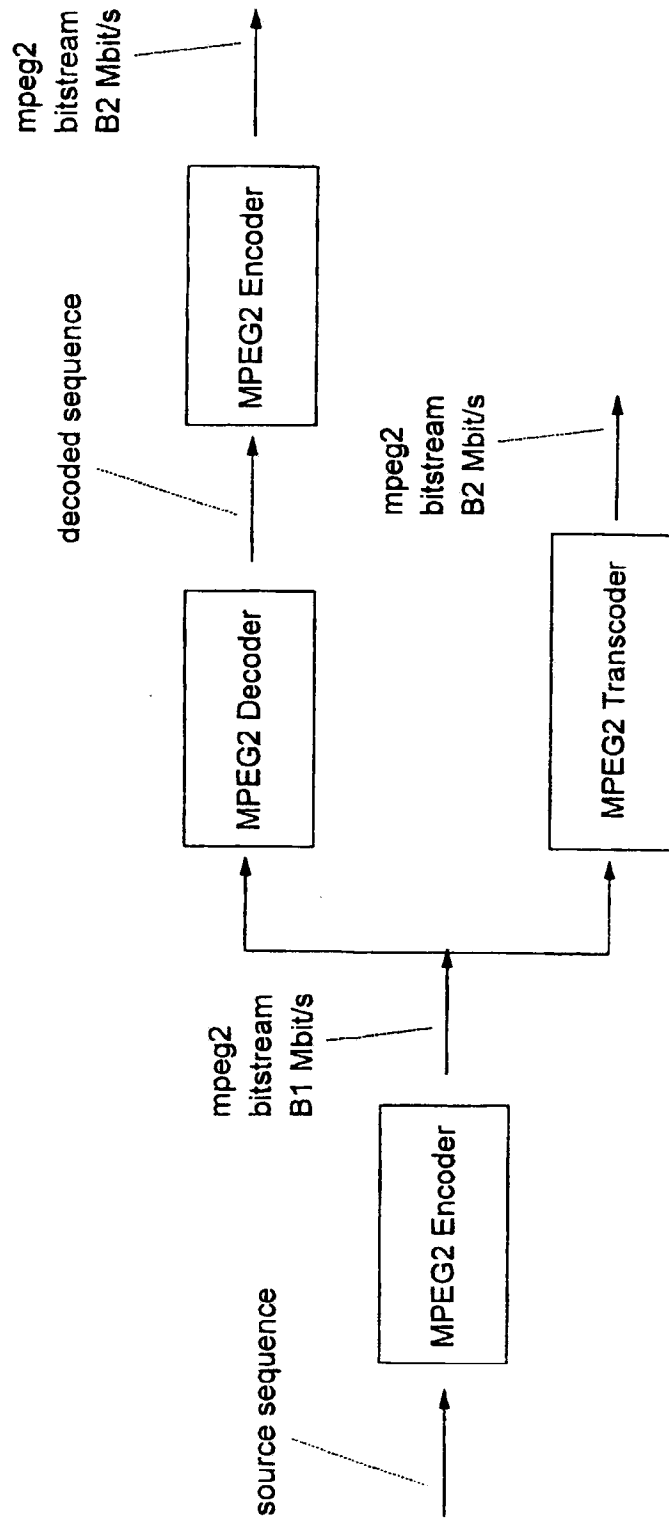 source sequence
MPEG2 Encoder
mpeg2
bitstream
B1 Mbit/s
MPEG2 Decoder
decoded sequence
MPEG2 Encoder
mpeg2
bitstream
B2 Mbit/s
MPEG2 Transcoder
mpeg2
bitstream
B2 Mbit/s